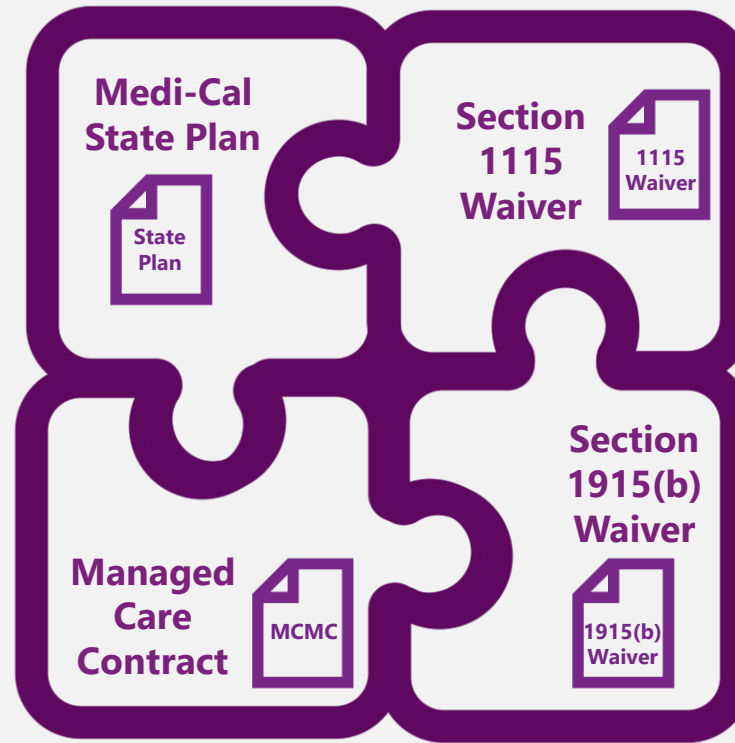 Medi-Cal
State Plan
State
Plan
Section
1115
Waiver
1115
Waiver
Managed
Care
Contract
MCMC
Section
1915(b)
Waiver
1915(b)
Waiver